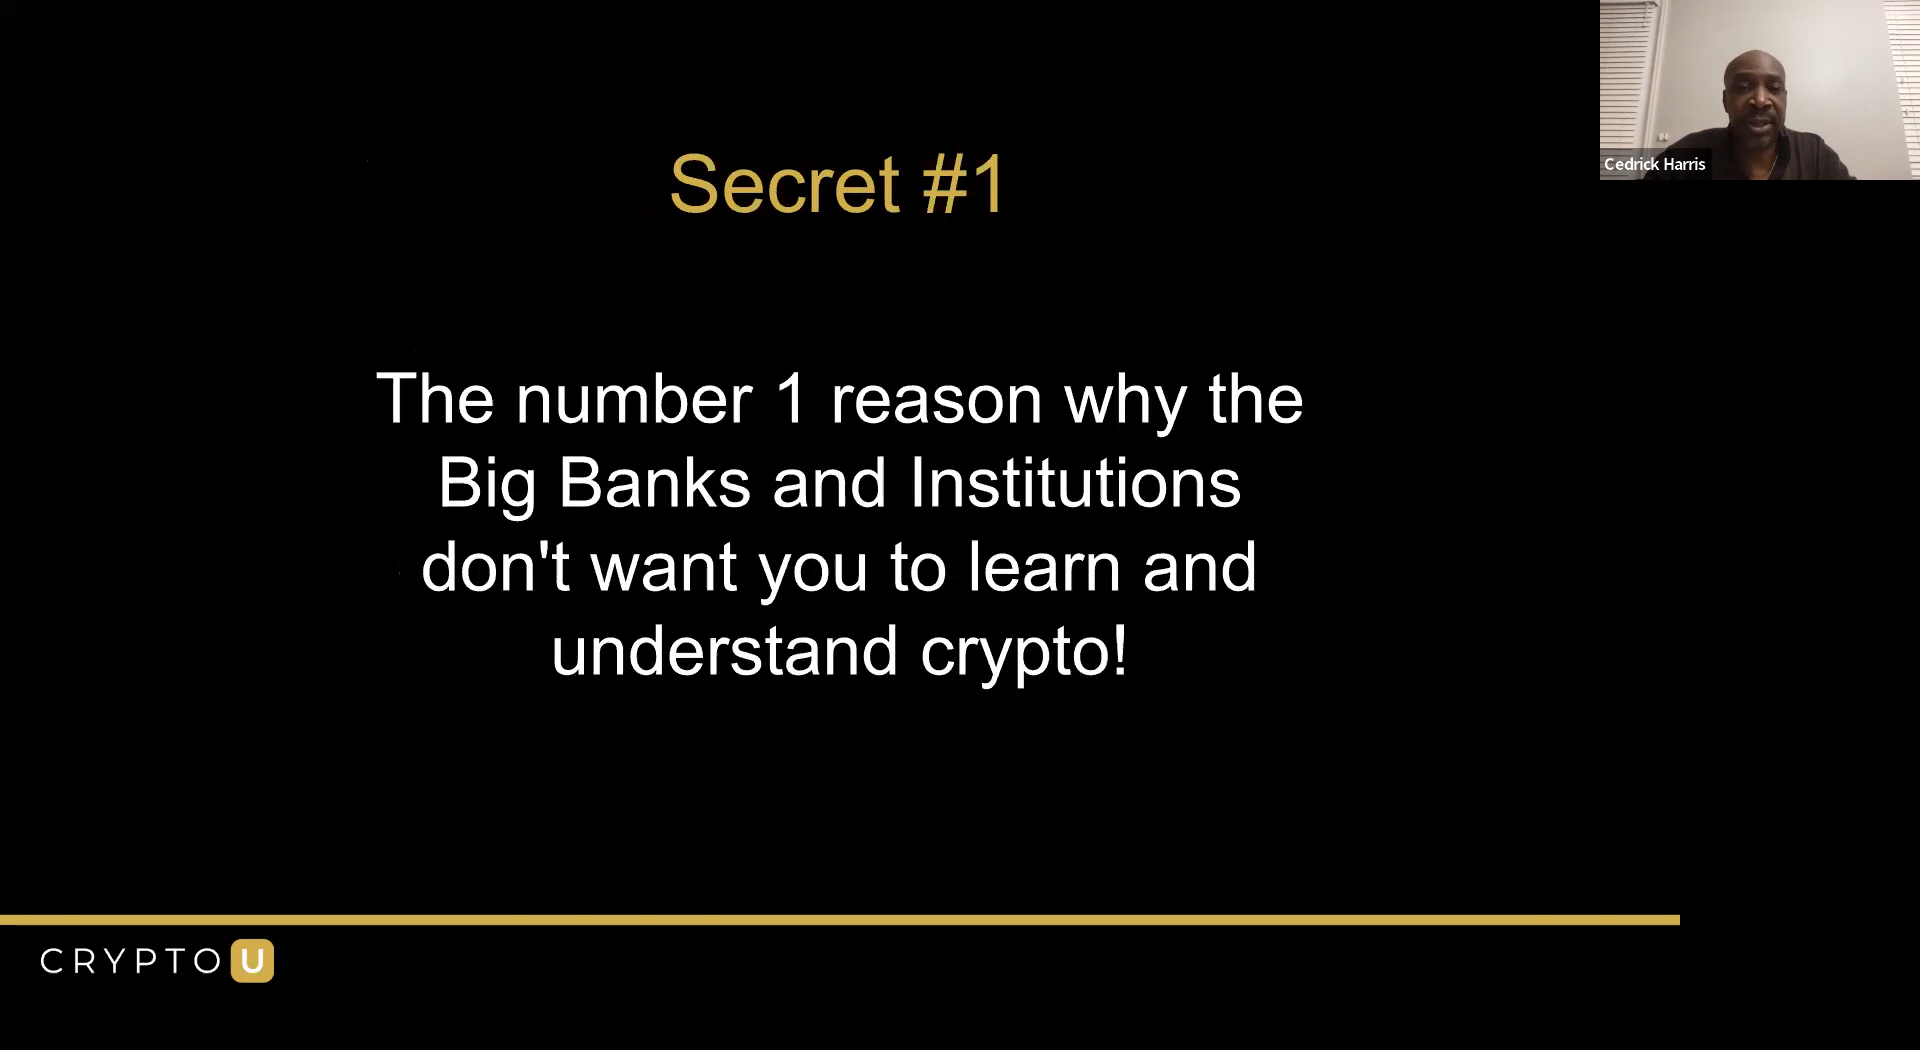 Secret #1
The number 1 reason why the
Big Banks and Institutions
don't want you to learn and
understand crypto!
Cedrick Harris
CRYPTO U